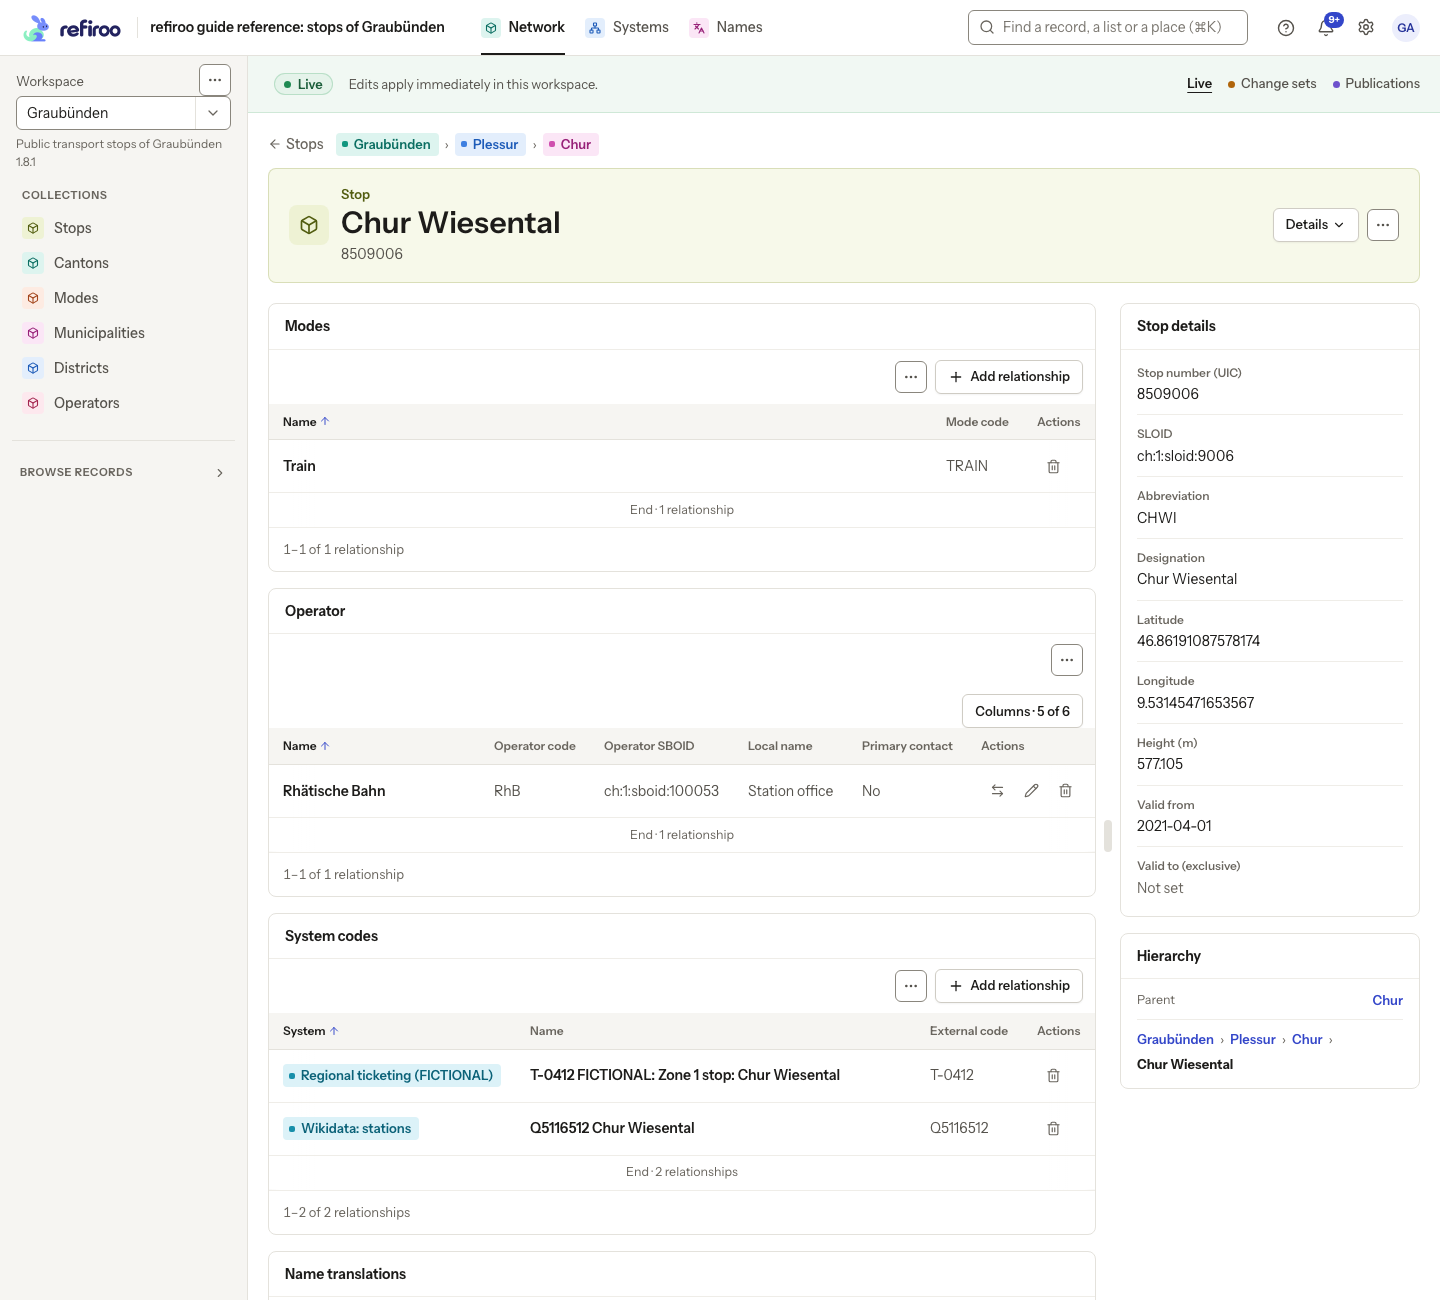 refiroo
refiroo guide reference: stops of Graubünden
Network
Systems
Names
Find a record, a list or a place (⌘K)
9+
GA
Workspace
Graubünden
Public transport stops of Graubünden
1.8.1
COLLECTIONS
Stops
Cantons
Modes
Municipalities
Districts
Operators
BROWSE RECORDS
Live
Edits apply immediately in this workspace.
Live
Change sets
Publications
← Stops
Graubünden › Plessur › Chur
Stop
Chur Wiesental
8509006
Details
Modes
Add relationship
Name ↑ Mode code Actions
Train TRAIN
End · 1 relationship
1–1 of 1 relationship
Operator
Columns · 5 of 6
Name ↑ Operator code Operator SBOID Local name Primary contact Actions
Rhätische Bahn RhB ch:1:sboid:100053 Station office No
End · 1 relationship
1–1 of 1 relationship
System codes
Add relationship
System ↑ Name External code Actions
Regional ticketing (FICTIONAL) T-0412 FICTIONAL: Zone 1 stop: Chur Wiesental T-0412
Wikidata: stations Q5116512 Chur Wiesental Q5116512
End · 2 relationships
1–2 of 2 relationships
Name translations
Stop details
Stop number (UIC)
8509006
SLOID
ch:1:sloid:9006
Abbreviation
CHWI
Designation
Chur Wiesental
Latitude
46.86191087578174
Longitude
9.53145471653567
Height (m)
577.105
Valid from
2021-04-01
Valid to (exclusive)
Not set
Hierarchy
Parent Chur
Graubünden › Plessur › Chur ›
Chur Wiesental